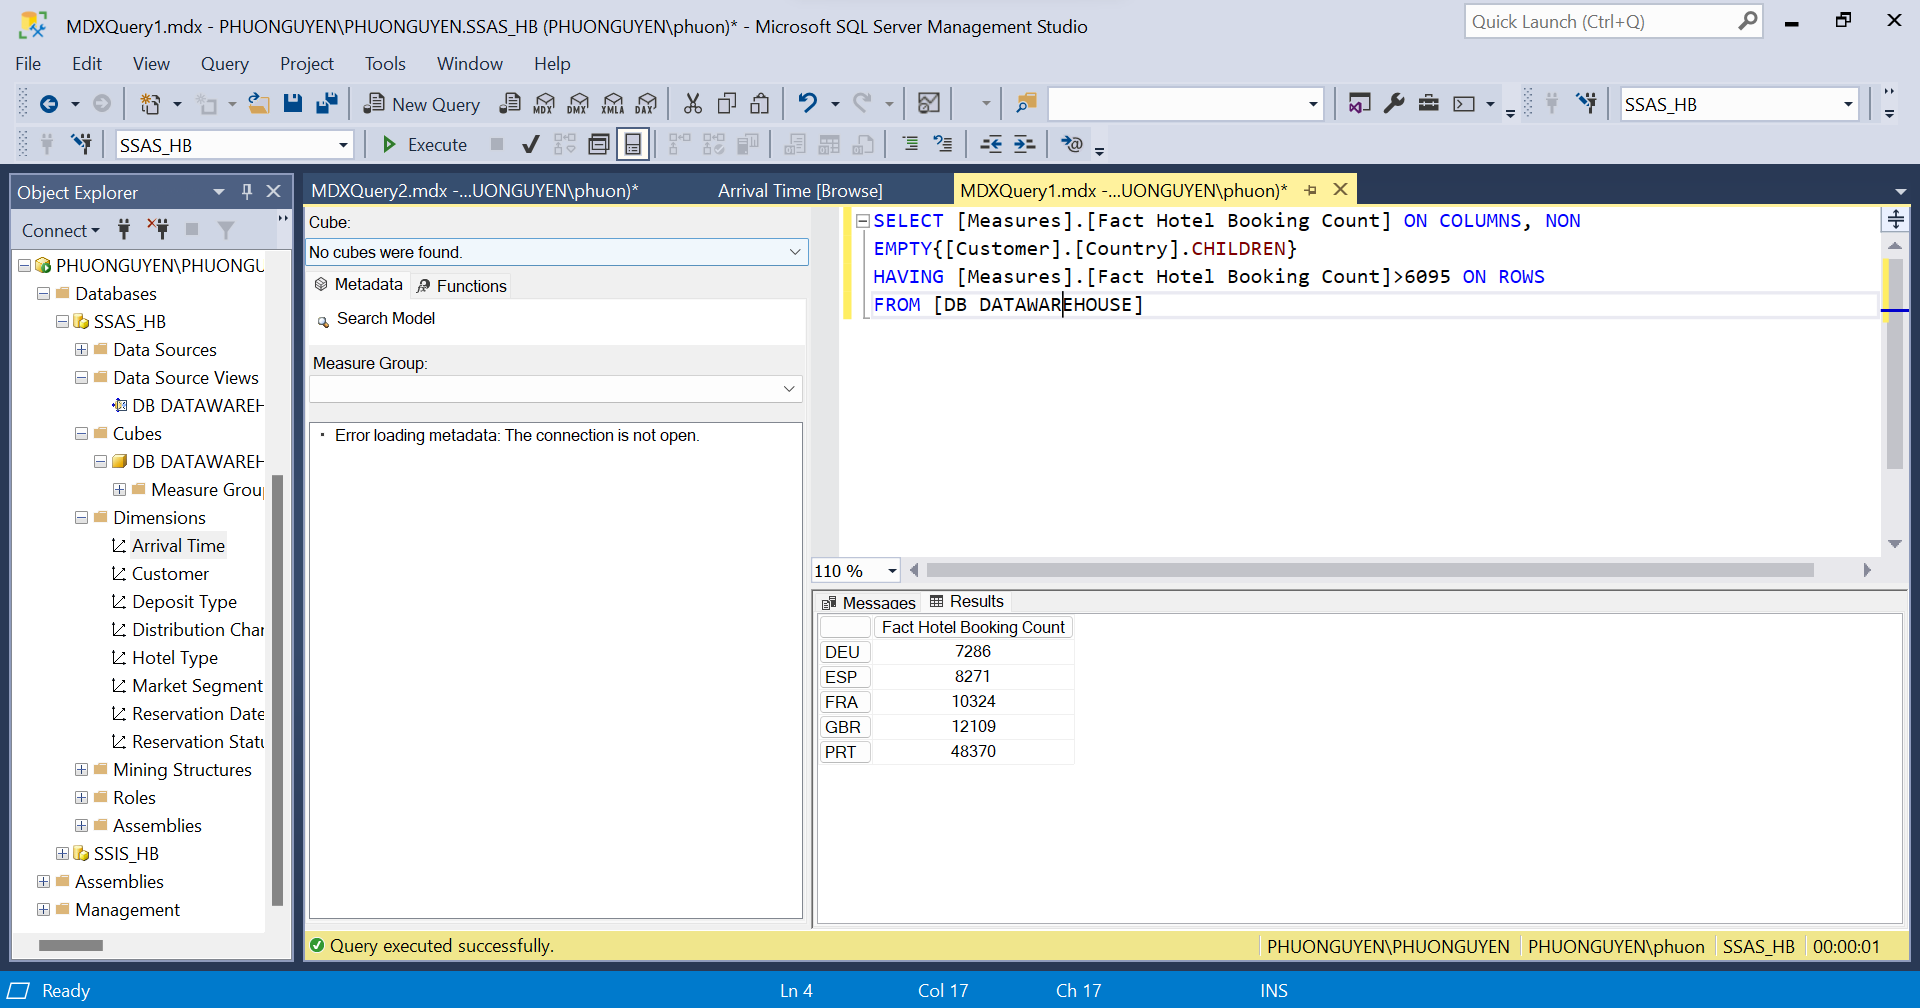 MDXQuery1.mdx - PHUONGUYEN\PHUONGUYEN.SSAS_HB (PHUONGUYEN\phuon)* - Microsoft SQL Server Management Studio
Quick Launch (Ctrl+Q)
File Edit View Query Project Tools Window Help
New Query MDX DMX XMLA DAX SSAS_HB
SSAS_HB Execute
Object Explorer
Connect
PHUONGUYEN\PHUONGU
Databases
SSAS_HB
Data Sources
Data Source Views
DB DATAWAREH
Cubes
DB DATAWAREH
Measure Grou
Dimensions
Arrival Time
Customer
Deposit Type
Distribution Char
Hotel Type
Market Segment
Reservation Date
Reservation Statu
Mining Structures
Roles
Assemblies
SSIS_HB
Assemblies
Management
MDXQuery2.mdx -...UONGUYEN\phuon)* Arrival Time [Browse] MDXQuery1.mdx -...UONGUYEN\phuon)*
Cube:
No cubes were found.
Metadata Functions
Search Model
Measure Group:
Error loading metadata: The connection is not open.
SELECT [Measures].[Fact Hotel Booking Count] ON COLUMNS, NON
EMPTY{[Customer].[Country].CHILDREN}
HAVING [Measures].[Fact Hotel Booking Count]>6095 ON ROWS
FROM [DB DATAWAREHOUSE]
110 %
Messages Results
Fact Hotel Booking Count
DEU 7286
ESP 8271
FRA 10324
GBR 12109
PRT 48370
Query executed successfully. PHUONGUYEN\PHUONGUYEN PHUONGUYEN\phuon SSAS_HB 00:00:01
Ready Ln 4 Col 17 Ch 17 INS